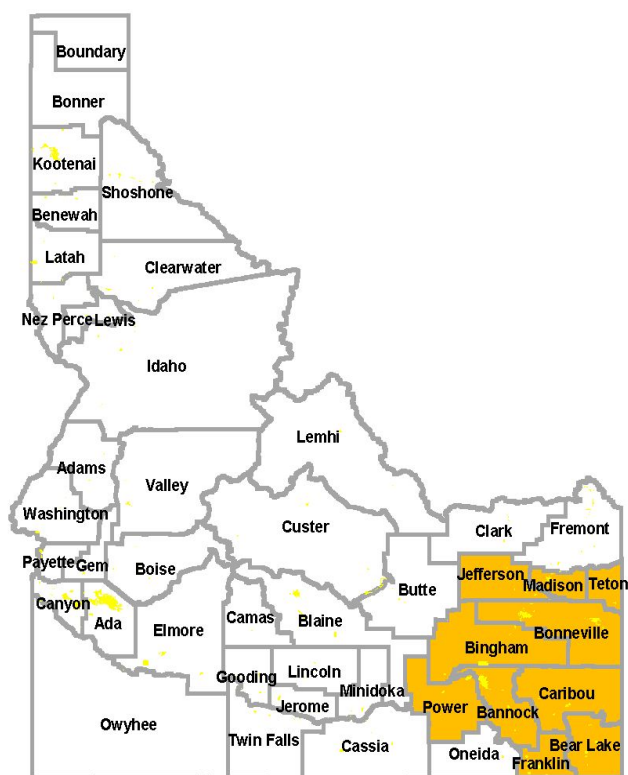 Boundary
Bonner
Kootenai
Shoshone
Benewah
Latah
Clearwater
Nez Perce
Lewis
Idaho
Lemhi
Adams
Valley
Washington
Custer
Clark
Fremont
Payette
Gem
Boise
Butte
Jefferson
Madison
Teton
Canyon
Ada
Elmore
Camas
Blaine
Bingham
Bonneville
Gooding
Lincoln
Minidoka
Jerome
Power
Bannock
Caribou
Owyhee
Twin Falls
Cassia
Oneida
Franklin
Bear Lake